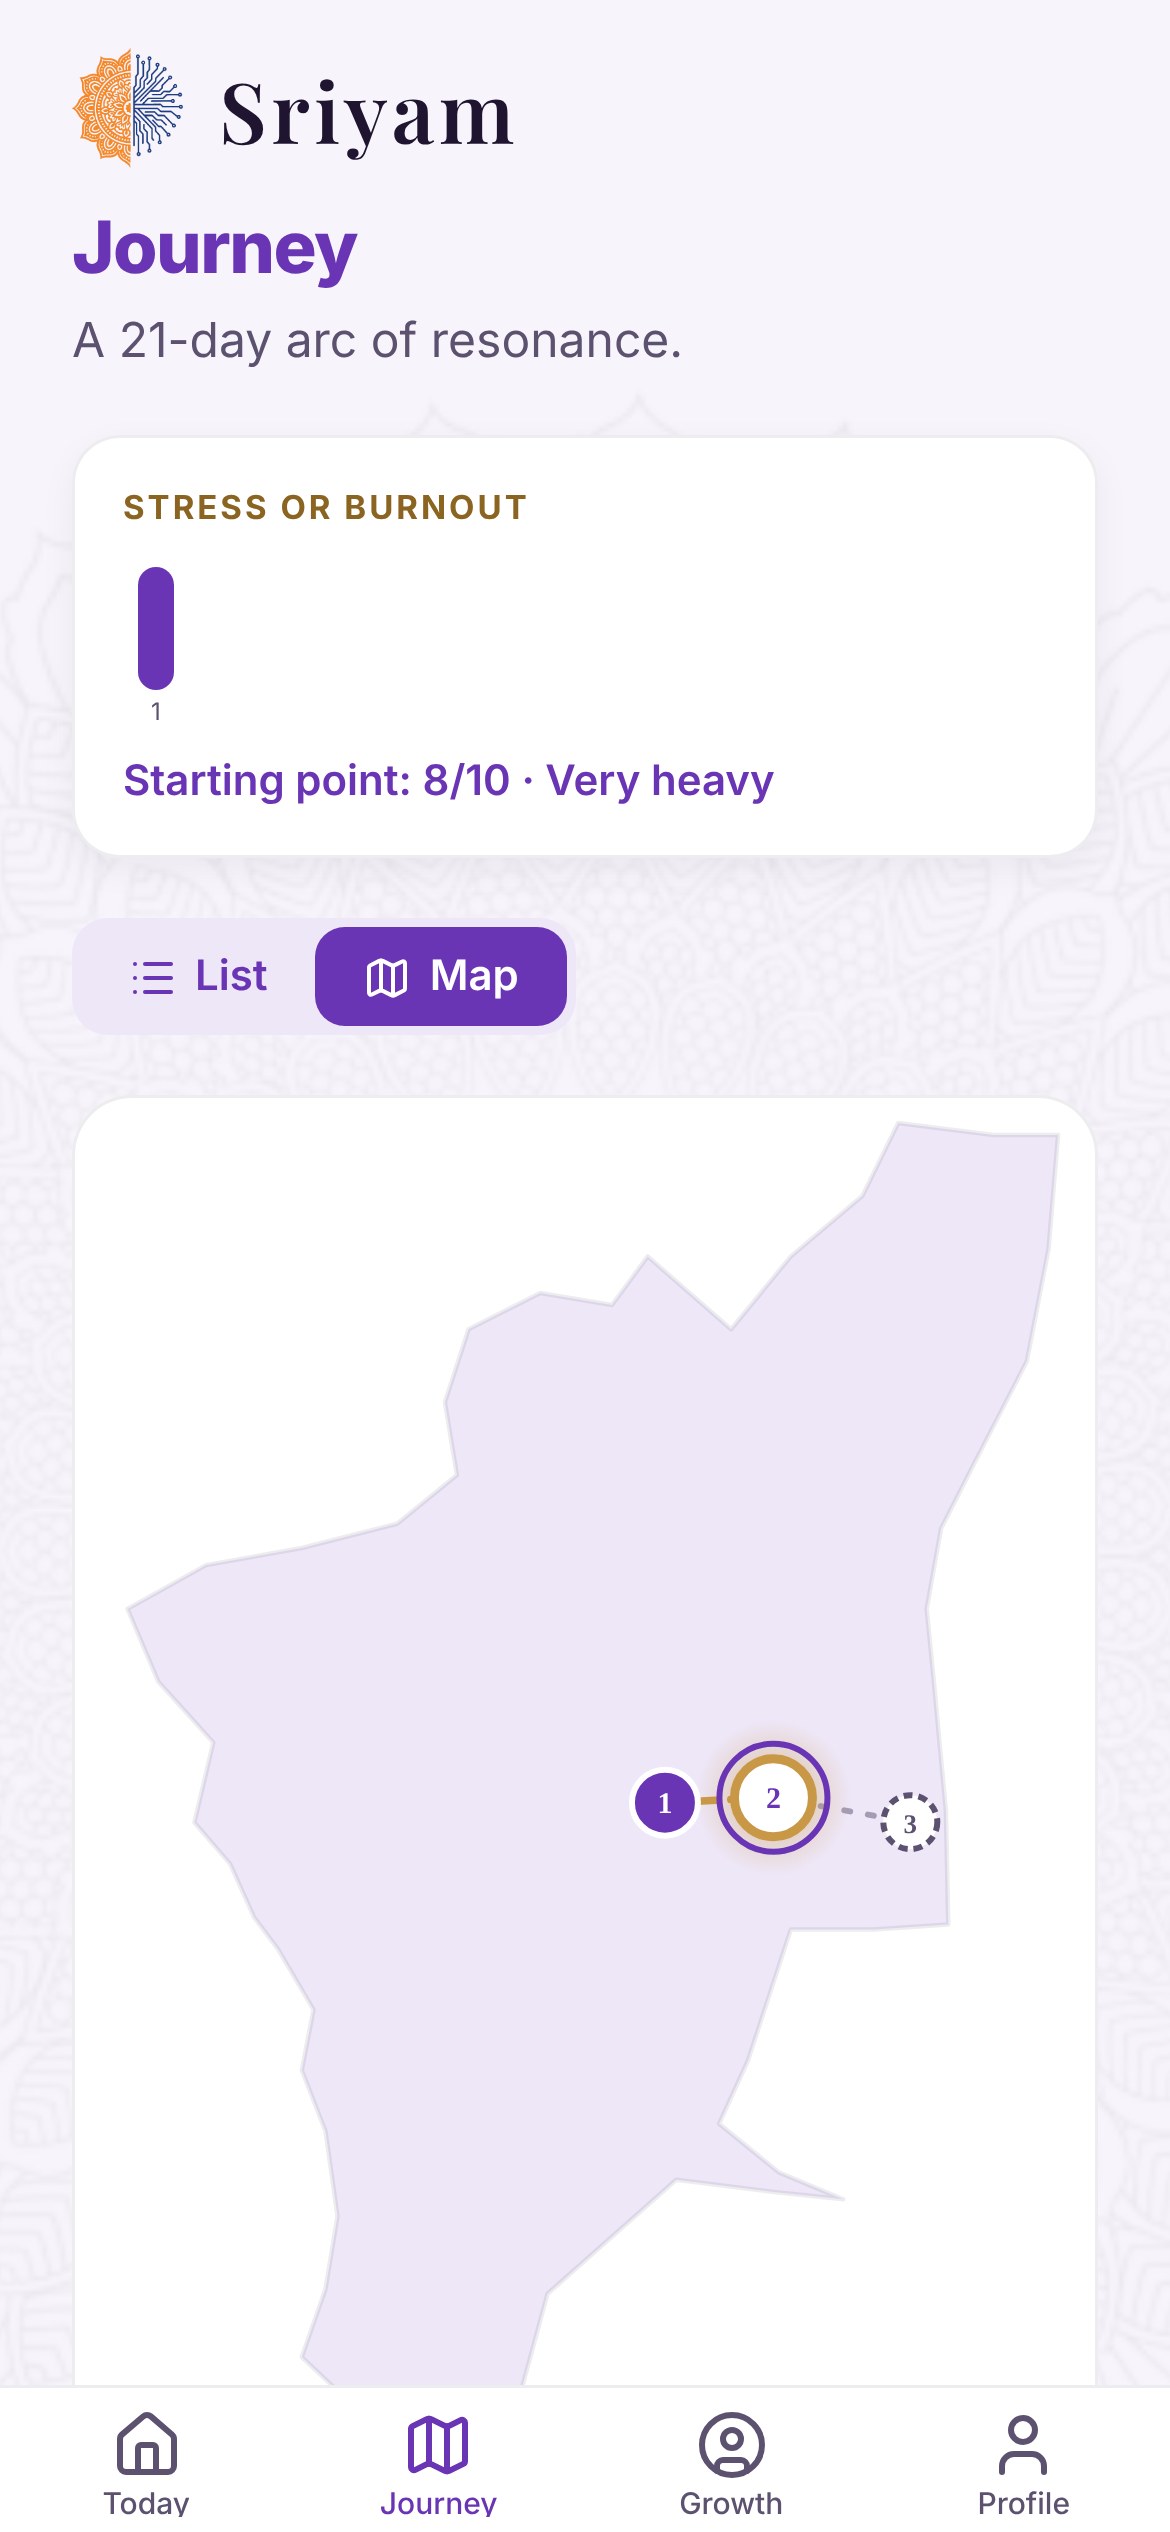 Sriyam
Journey
A 21-day arc of resonance.
STRESS OR BURNOUT
1
Starting point: 8/10 · Very heavy
List
Map
1
2
3
Today
Journey
Growth
Profile